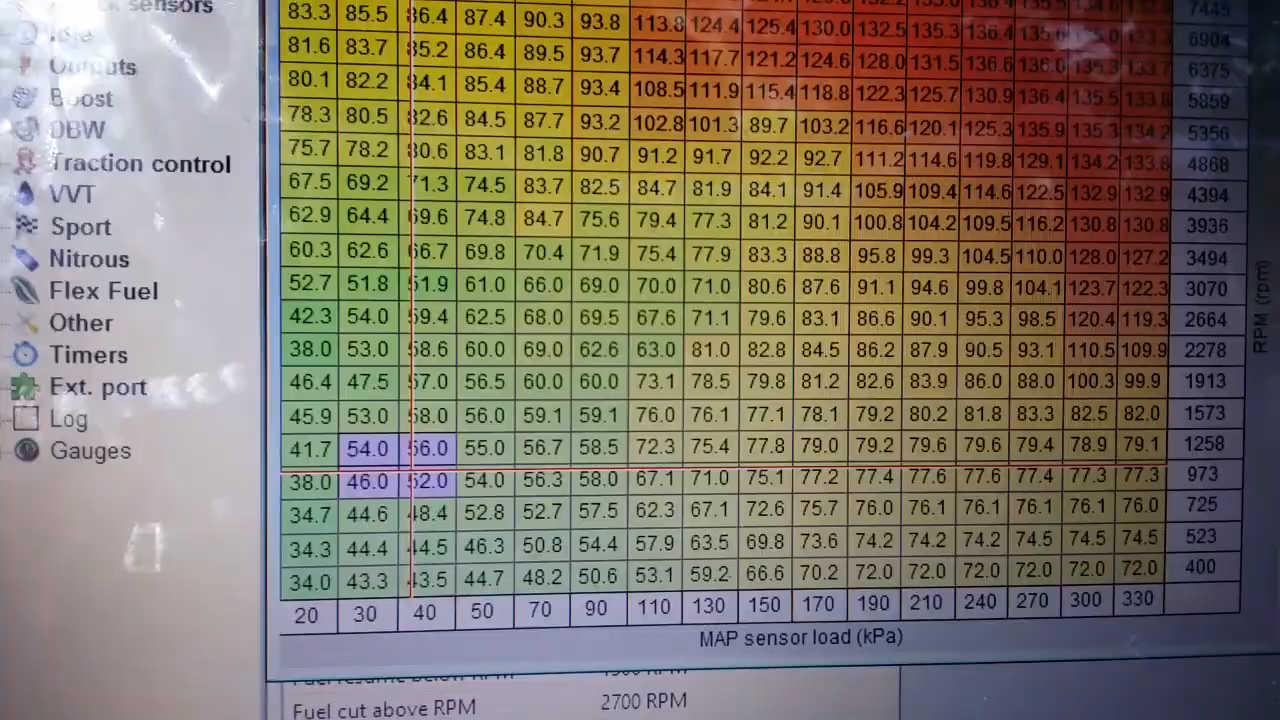 sensors
Idle
Outputs
Boost
DBW
Traction control
VVT
Sport
Nitrous
Flex Fuel
Other
Timers
Ext. port
Log
Gauges
83.3 85.5 86.4 87.4 90.3 93.8 113.8 124.4 125.4 130.0 132.5 135.3 136.4 7445
81.6 83.7 85.2 86.4 89.5 93.7 114.3 117.7 121.2 124.6 128.0 131.5 136.6 136.0 135.3 133.7 6904
80.1 82.2 84.1 85.4 88.7 93.4 108.5 111.9 115.4 118.8 122.3 125.7 130.9 136.4 135.5 6375
78.3 80.5 82.6 84.5 87.7 93.2 102.8 101.3 89.7 103.2 116.6 120.1 125.3 135.9 135.3 134.2 5859
75.7 78.2 80.6 83.1 81.8 90.7 91.2 91.7 92.2 92.7 111.2 114.6 119.8 129.1 134.2 133.8 5356
67.5 69.2 71.3 74.5 83.7 82.5 84.7 81.9 84.1 91.4 105.9 109.4 114.6 122.5 132.9 132.9 4868
62.9 64.4 69.6 74.8 84.7 75.6 79.4 77.3 81.2 90.1 100.8 104.2 109.5 116.2 130.8 130.8 4394
60.3 62.6 66.7 69.8 70.4 71.9 75.4 77.9 83.3 88.8 95.8 99.3 104.5 110.0 128.0 127.2 3936
52.7 51.8 51.9 61.0 66.0 69.0 70.0 71.0 80.6 87.6 91.1 94.6 99.8 104.1 123.7 122.3 3494
42.3 54.0 59.4 62.5 68.0 69.5 67.6 71.1 79.6 83.1 86.6 90.1 95.3 98.5 120.4 119.3 3070
38.0 53.0 58.6 60.0 69.0 62.6 63.0 81.0 82.8 84.5 86.2 87.9 90.5 93.1 110.5 109.9 2664
46.4 47.5 57.0 56.5 60.0 60.0 73.1 78.5 79.8 81.2 82.6 83.9 86.0 88.0 100.3 99.9 2278
45.9 53.0 58.0 56.0 59.1 59.1 76.0 76.1 77.1 78.1 79.2 80.2 81.8 83.3 82.5 82.0 1913
41.7 54.0 56.0 55.0 56.7 58.5 72.3 75.4 77.8 79.0 79.2 79.6 79.6 79.4 78.9 79.1 1573
38.0 46.0 52.0 54.0 56.3 58.0 67.1 71.0 75.1 77.2 77.4 77.6 77.6 77.4 77.3 77.3 1258
34.7 44.6 48.4 52.8 52.7 57.5 62.3 67.1 72.6 75.7 76.0 76.1 76.1 76.1 76.1 76.0 973
34.3 44.4 44.5 46.3 50.8 54.4 57.9 63.5 69.8 73.6 74.2 74.2 74.2 74.5 74.5 74.5 725
34.0 43.3 43.5 44.7 48.2 50.6 53.1 59.2 66.6 70.2 72.0 72.0 72.0 72.0 72.0 72.0 523
400
20 30 40 50 70 90 110 130 150 170 190 210 240 270 300 330
RPM (rpm)
MAP sensor load (kPa)
Fuel resume below RPM
Fuel cut above RPM 2700 RPM